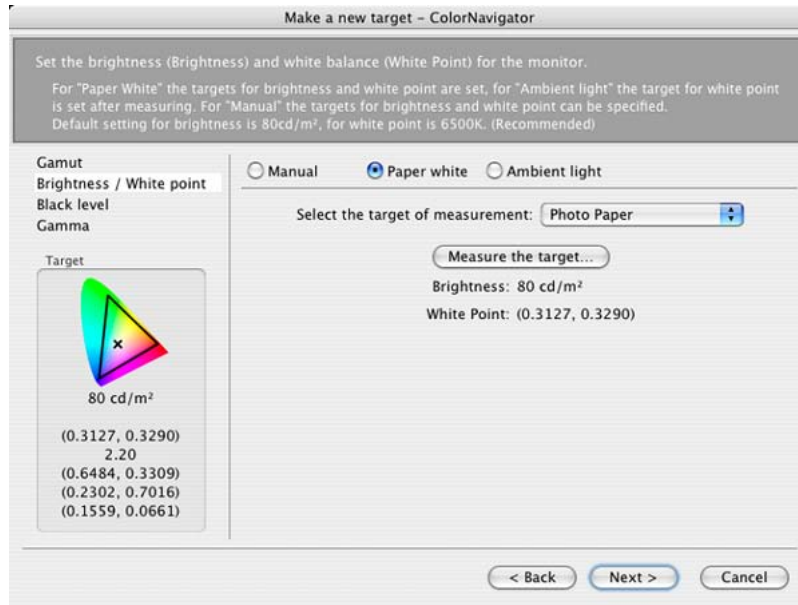 Make a new target – ColorNavigator
Set the brightness (Brightness) and white balance (White Point) for the monitor.
For "Paper White" the targets for brightness and white point are set, for "Ambient light" the target for white point
is set after measuring. For "Manual" the targets for brightness and white point can be specified.
Default setting for brightness is 80cd/m², for white point is 6500K. (Recommended)
Gamut
Brightness / White point
Black level
Gamma
Target
80 cd/m²
(0.3127, 0.3290)
2.20
(0.6484, 0.3309)
(0.2302, 0.7016)
(0.1559, 0.0661)
Manual
Paper white
Ambient light
Select the target of measurement: Photo Paper
Measure the target...
Brightness: 80 cd/m²
White Point: (0.3127, 0.3290)
< Back
Next >
Cancel